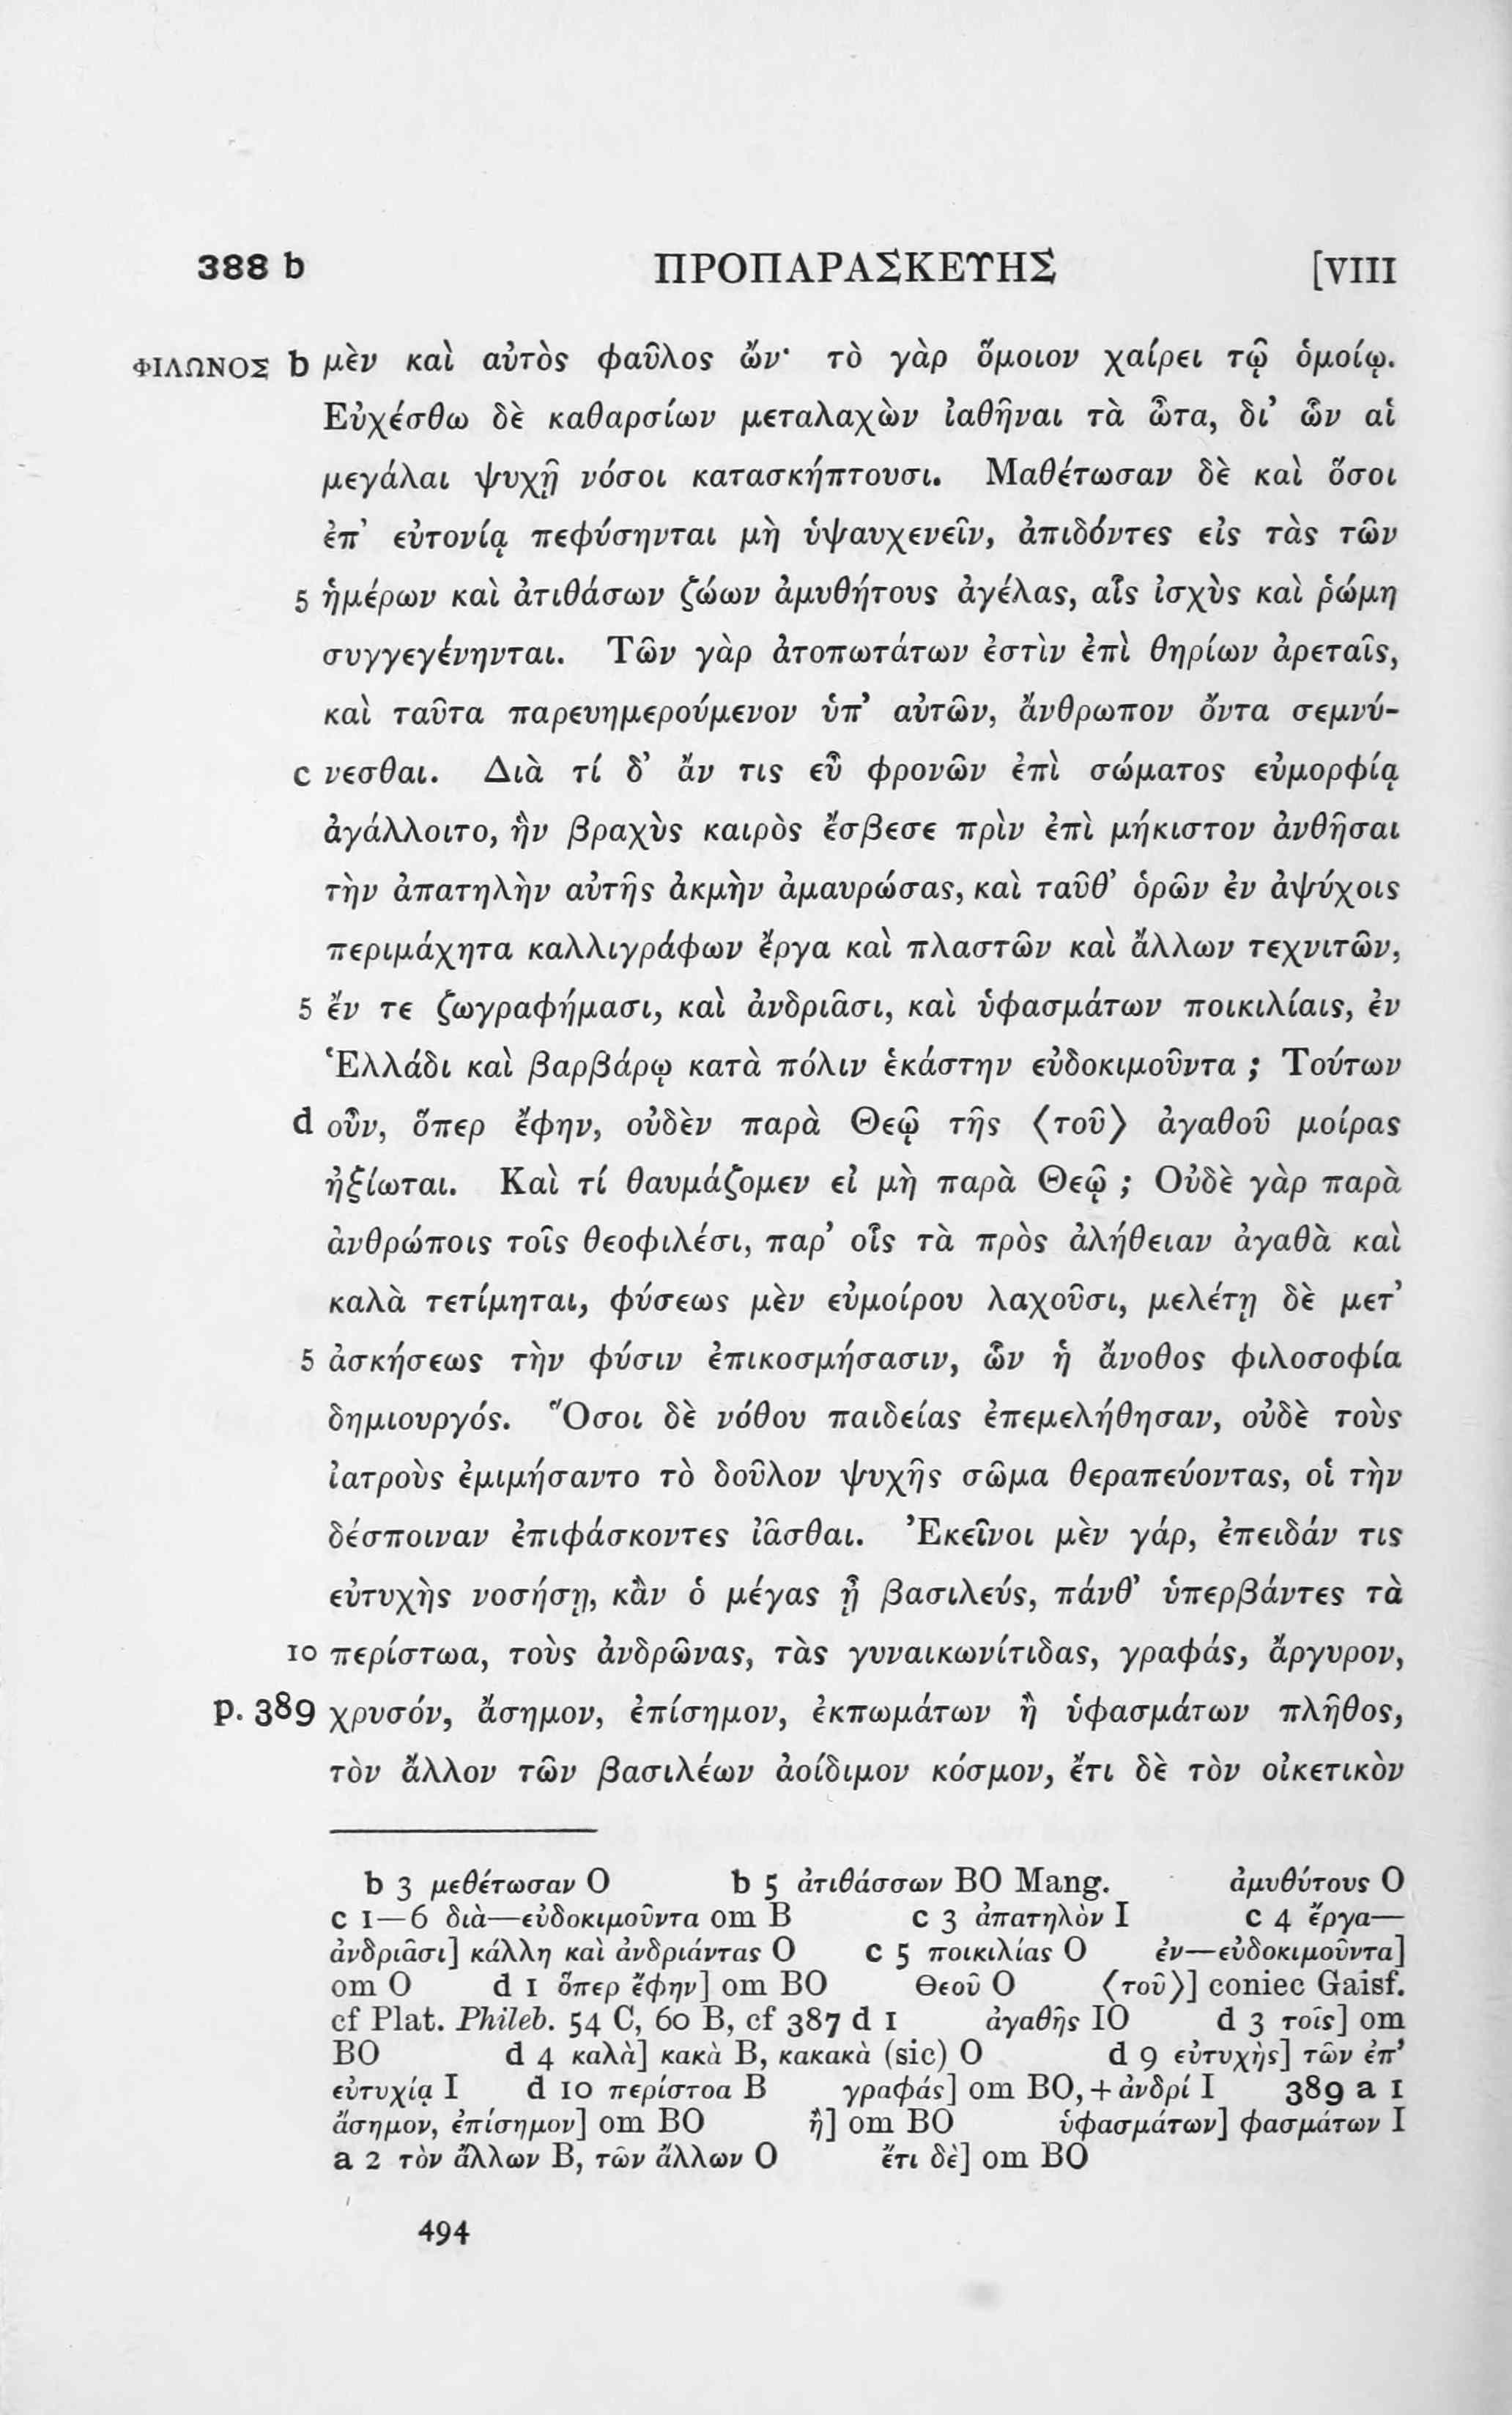 388 b ΠΡΟΠΑΡΑΣΚΕΥΗΣ [VIII
ΦΙΛΩΝΟΣ b μὲν καὶ αὐτὸς φαῦλος ὤν· τὸ γὰρ ὅμοιον χαίρει τῷ ὁμοίῳ.
Εὐχέσθω δὲ καθαρσίων μεταλαχὼν ἰαθῆναι τὰ ὦτα, δι’ ὧν αἱ
μεγάλαι ψυχῇ νόσοι κατασκήπτουσι. Μαθέτωσαν δὲ καὶ ὅσοι
ἐπ’ εὐτονίᾳ πεφύσηνται μὴ ὑψαυχενεῖν, ἀπιδόντες εἰς τὰς τῶν
5 ἡμέρων καὶ ἀτιθάσων ζώων ἀμυθήτους ἀγέλας, αἷς ἰσχὺς καὶ ῥώμη
συγγεγένηνται. Τῶν γὰρ ἀτοπωτάτων ἐστὶν ἐπὶ θηρίων ἀρεταῖς,
καὶ ταῦτα παρευημερούμενον ὑπ’ αὐτῶν, ἄνθρωπον ὄντα σεμνύ-
c νεσθαι. Διὰ τί δ’ ἄν τις εὖ φρονῶν ἐπὶ σώματος εὐμορφίᾳ
ἀγάλλοιτο, ἣν βραχὺς καιρὸς ἔσβεσε πρὶν ἐπὶ μήκιστον ἀνθῆσαι
τὴν ἀπατηλὴν αὐτῆς ἀκμὴν ἀμαυρώσας, καὶ ταῦθ’ ὁρῶν ἐν ἀψύχοις
περιμάχητα καλλιγράφων ἔργα καὶ πλαστῶν καὶ ἄλλων τεχνιτῶν,
5 ἔν τε ζωγραφήμασι, καὶ ἀνδριᾶσι, καὶ ὑφασμάτων ποικιλίαις, ἐν
Ἑλλάδι καὶ βαρβάρῳ κατὰ πόλιν ἑκάστην εὐδοκιμοῦντα ; Τούτων
d οὖν, ὅπερ ἔφην, οὐδὲν παρὰ Θεῷ τῆς ⟨τοῦ⟩ ἀγαθοῦ μοίρας
ἠξίωται. Καὶ τί θαυμάζομεν εἰ μὴ παρὰ Θεῷ ; Οὐδὲ γὰρ παρὰ
ἀνθρώποις τοῖς θεοφιλέσι, παρ’ οἷς τὰ πρὸς ἀλήθειαν ἀγαθὰ καὶ
καλὰ τετίμηται, φύσεως μὲν εὐμοίρου λαχοῦσι, μελέτῃ δὲ μετ’
5 ἀσκήσεως τὴν φύσιν ἐπικοσμήσασιν, ὧν ἡ ἄνοθος φιλοσοφία
δημιουργός. Ὅσοι δὲ νόθου παιδείας ἐπεμελήθησαν, οὐδὲ τοὺς
ἰατροὺς ἐμιμήσαντο τὸ δοῦλον ψυχῆς σῶμα θεραπεύοντας, οἱ τὴν
δέσποιναν ἐπιφάσκοντες ἰᾶσθαι. Ἐκεῖνοι μὲν γάρ, ἐπειδάν τις
εὐτυχὴς νοσήσῃ, κἂν ὁ μέγας ᾖ βασιλεύς, πάνθ’ ὑπερβάντες τὰ
10 περίστωα, τοὺς ἀνδρῶνας, τὰς γυναικωνίτιδας, γραφάς, ἄργυρον,
p. 389 χρυσόν, ἄσημον, ἐπίσημον, ἐκπωμάτων ἢ ὑφασμάτων πλῆθος,
τὸν ἄλλον τῶν βασιλέων ἀοίδιμον κόσμον, ἔτι δὲ τὸν οἰκετικὸν
b 3 μεθέτωσαν O b 5 ἀτιθάσσων BO Mang. ἀμυθύτους O
c 1—6 διὰ—εὐδοκιμοῦντα om B c 3 ἀπατηλὸν I c 4 ἔργα—
ἀνδριᾶσι] κάλλη καὶ ἀνδριάντας O c 5 ποικιλίας O ἐν—εὐδοκιμοῦντα]
om O d 1 ὅπερ ἔφην] om BO Θεοῦ O ⟨τοῦ⟩] coniec Gaisf.
cf Plat. Phileb. 54 C, 60 B, cf 387 d 1 ἀγαθῆς IO d 3 τοῖς] om
BO d 4 καλὰ] κακὰ B, κακακὰ (sic) O d 9 εὐτυχὴς] τῶν ἐπ’
εὐτυχίᾳ I d 10 περίστοα B γραφάς] om BO, + ἀνδρί I 389 a 1
ἄσημον, ἐπίσημον] om BO ἢ] om BO ὑφασμάτων] φασμάτων I
a 2 τὸν ἄλλων B, τῶν ἄλλων O ἔτι δὲ] om BO
494